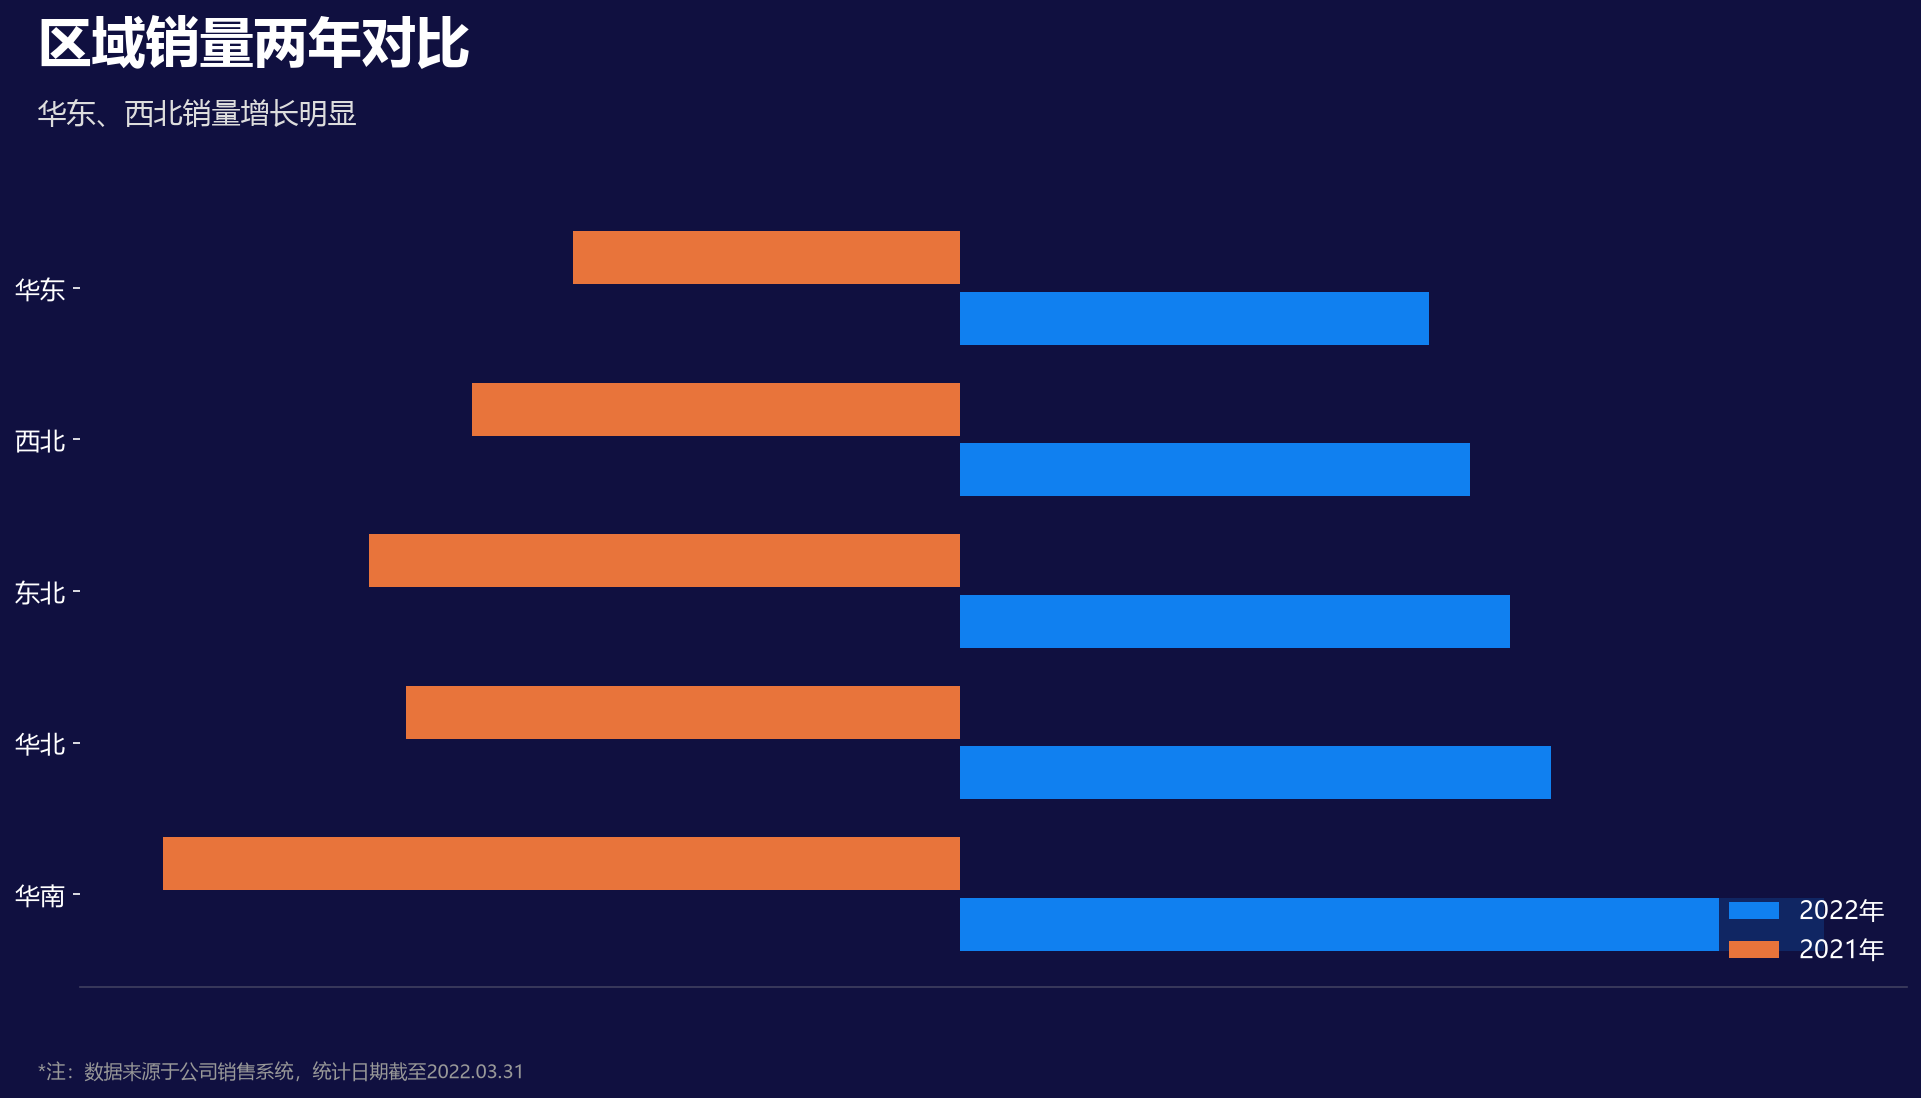 区域销量两年对比
华东、西北销量增长明显
华东
西北
东北
华北
华南
2022年
2021年
*注：数据来源于公司销售系统，统计日期截至2022.03.31